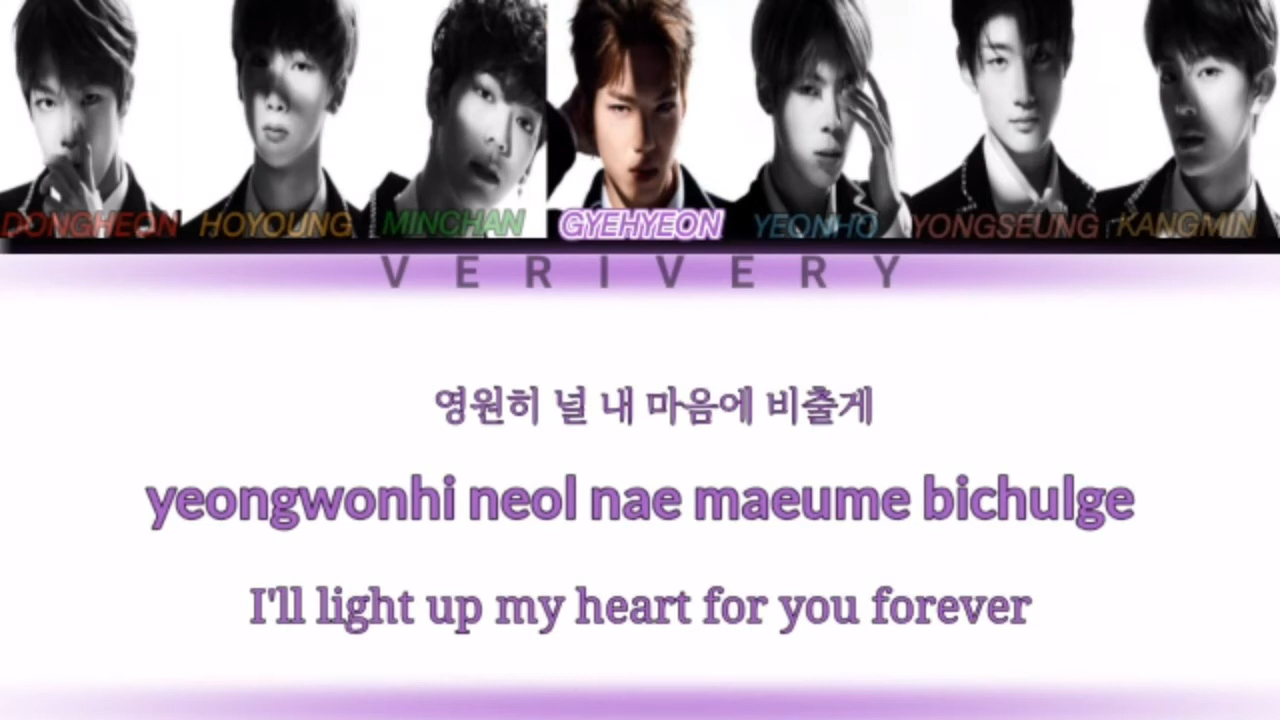 DONGHEON HOYOUNG MINCHAN GYEHYEON YEONHO YONGSEUNG KANGMIN
VERIVERY
영원히 널 내 마음에 비출게
yeongwonhi neol nae maeume bichulge
I'll light up my heart for you forever